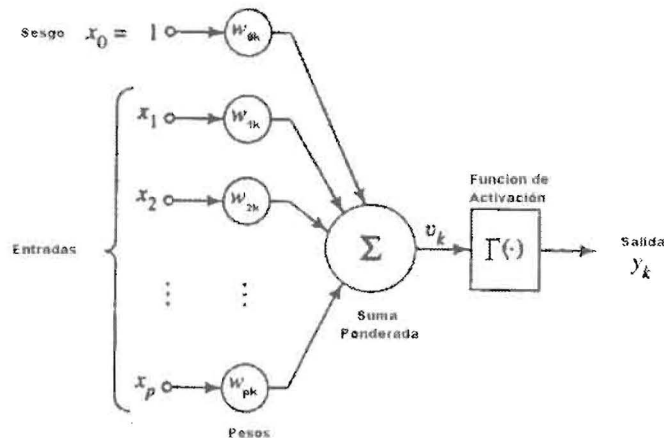 Sesgo x₀ = 1 w₀ₖ
x₁ w₁ₖ
x₂ w₂ₖ
Entradas
Σ
vₖ
Funcion de
Activación
Γ(·)
Salida
yₖ
Suma
Ponderada
xₚ wₚₖ
Pesos